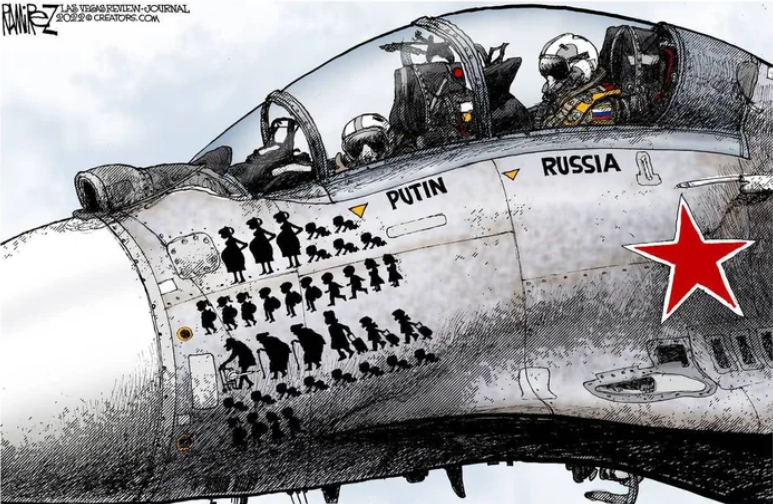 RAMIREZ
LAS VEGAS REVIEW-JOURNAL
2022 © CREATORS.COM
PUTIN
RUSSIA